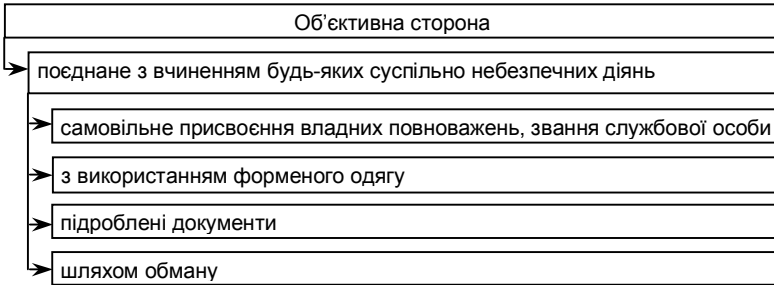 Об’єктивна сторона
поєднане з вчиненням будь-яких суспільно небезпечних діянь
самовільне присвоєння владних повноважень, звання службової особи
з використанням форменого одягу
підроблені документи
шляхом обману